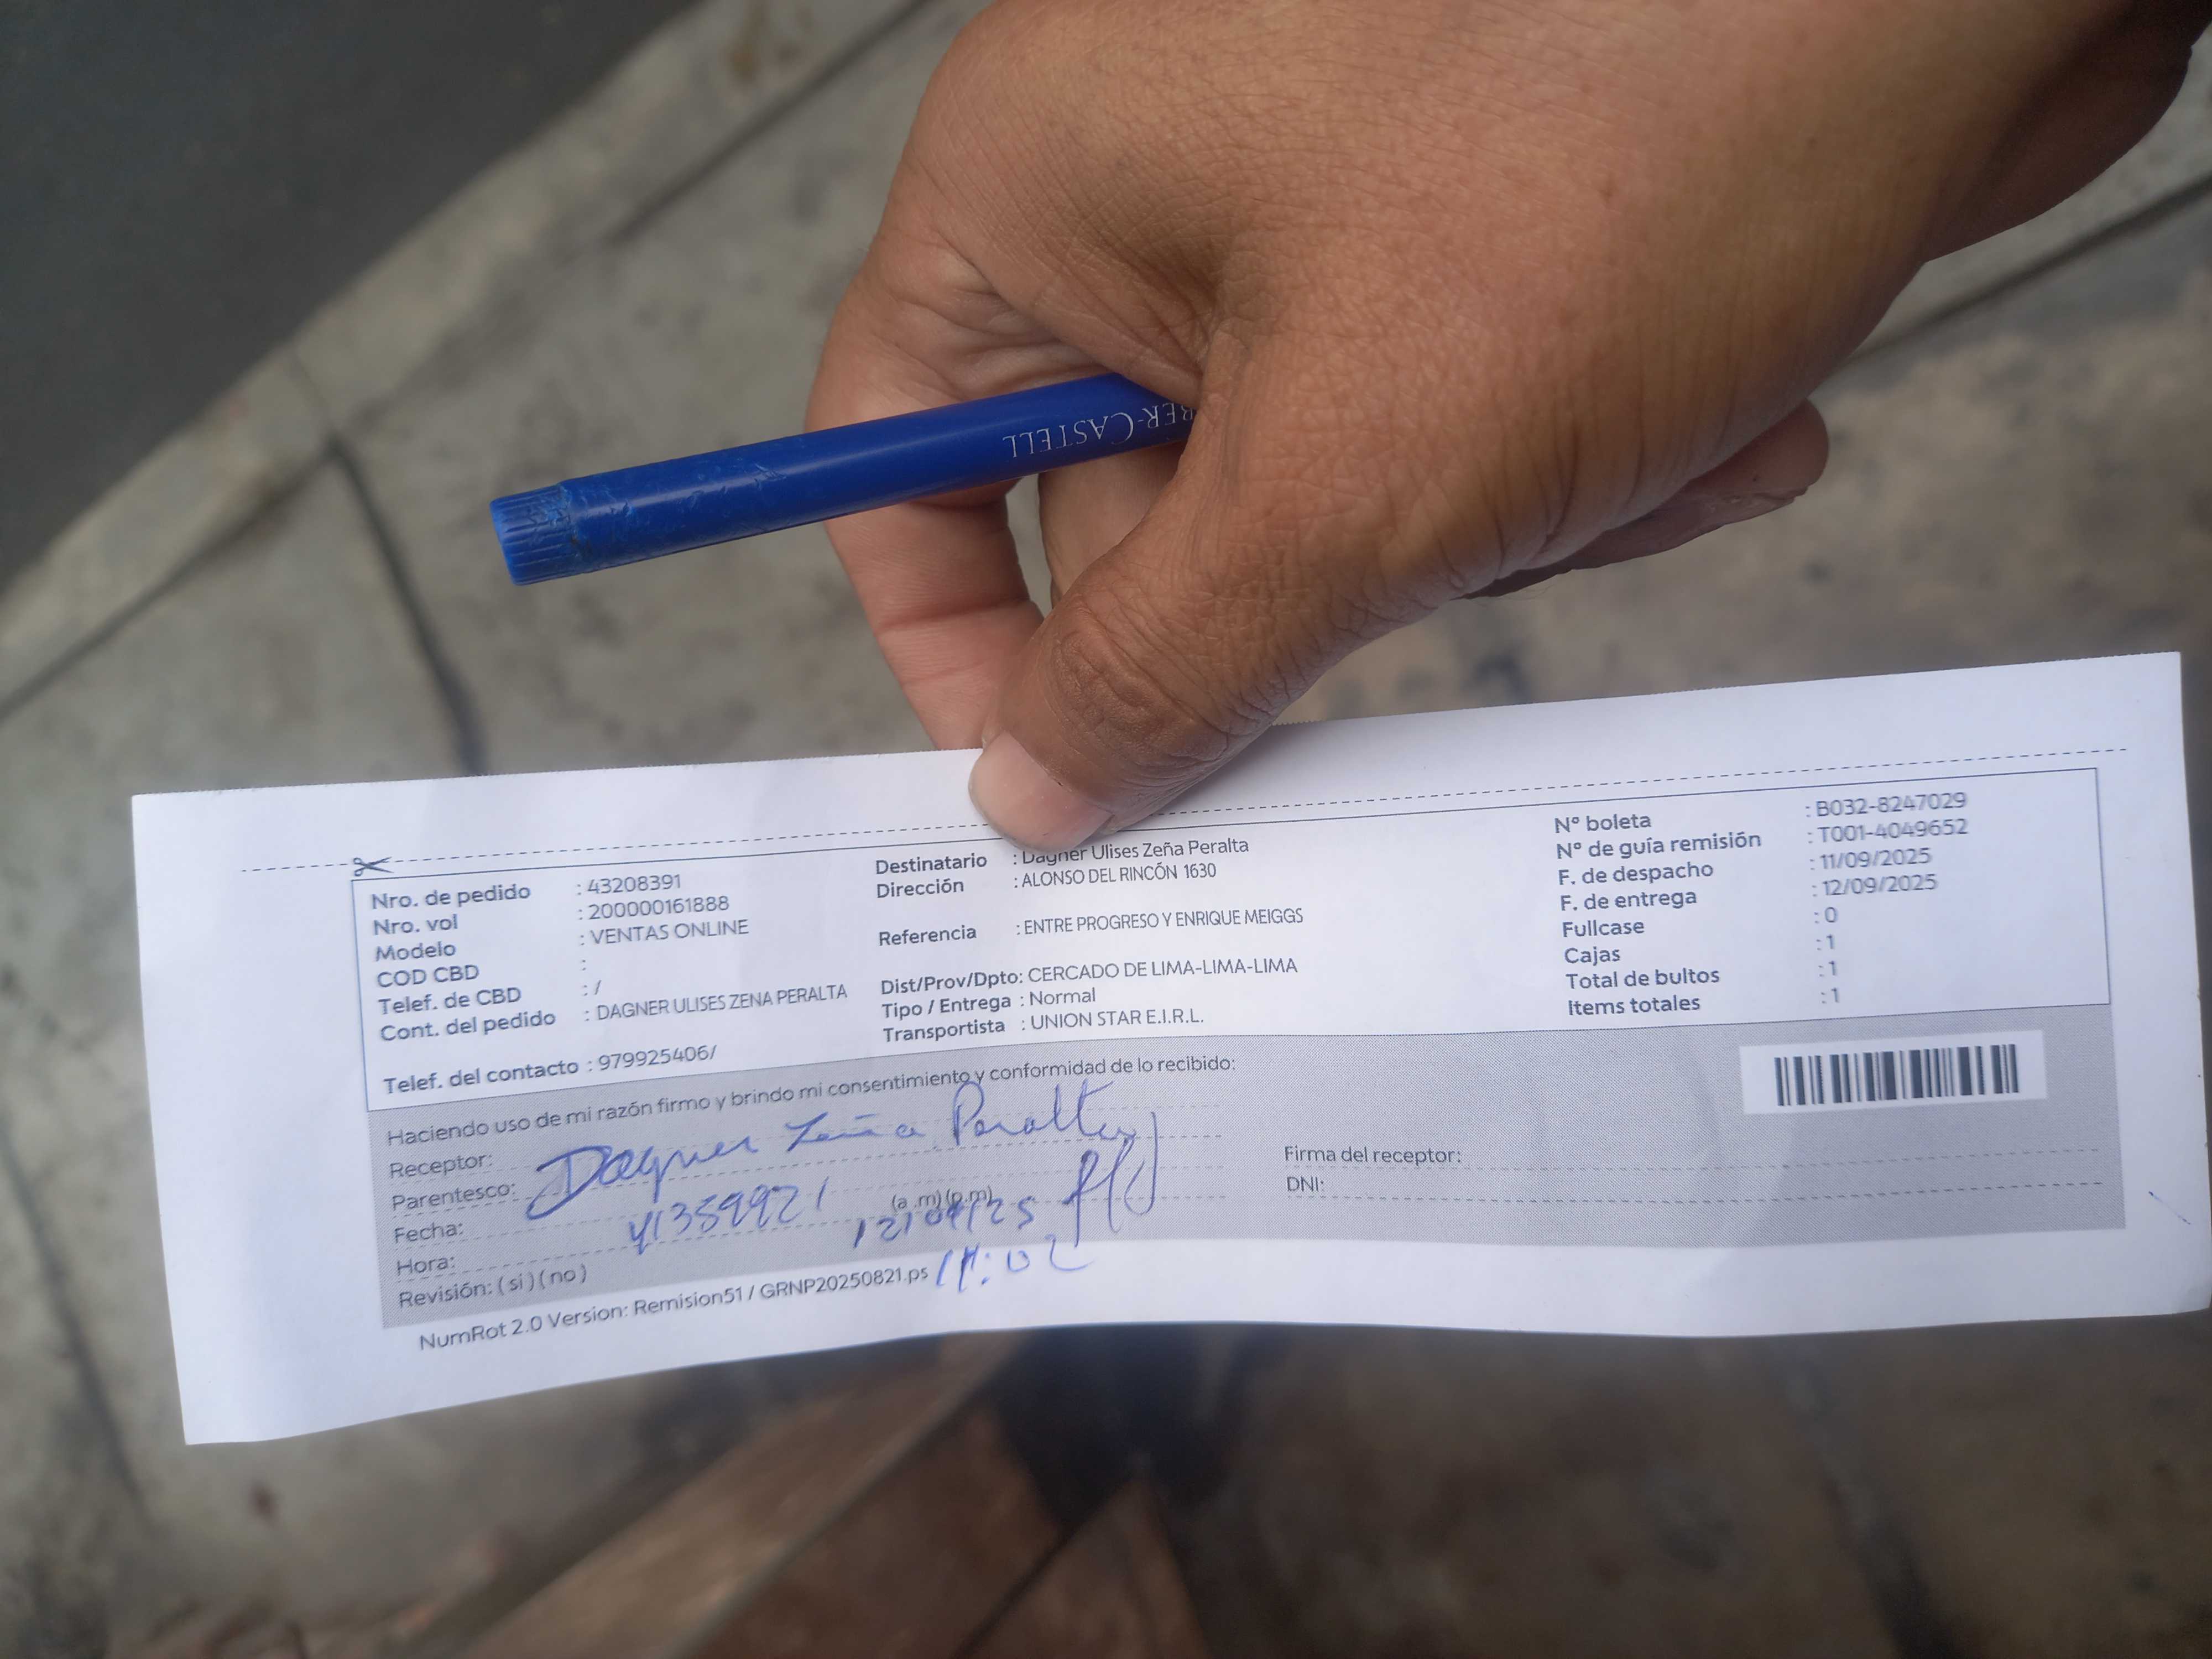 BER-CASTELL
Nro. de pedido : 43208391
Nro. vol : 200000161888
Modelo : VENTAS ONLINE
COD CBD :
Telef. de CBD : /
Cont. del pedido : DAGNER ULISES ZENA PERALTA
Telef. del contacto : 979925406/
Destinatario : Dagner Ulises Zeña Peralta
Dirección : ALONSO DEL RINCÓN 1630
Referencia : ENTRE PROGRESO Y ENRIQUE MEIGGS
Dist/Prov/Dpto: CERCADO DE LIMA-LIMA-LIMA
Tipo / Entrega : Normal
Transportista : UNION STAR E.I.R.L.
N° boleta : B032-8247029
N° de guía remisión : T001-4049652
F. de despacho : 11/09/2025
F. de entrega : 12/09/2025
Fullcase : 0
Cajas : 1
Total de bultos : 1
Items totales : 1
Haciendo uso de mi razón firmo y brindo mi consentimiento y conformidad de lo recibido:
Receptor: Dagner Zeña Peralta
Parentesco:
Fecha: 41359921 12/09/25
Hora: (a .m) (p.m)
Revisión: ( si ) ( no )
Firma del receptor:
DNI:
NumRot 2.0 Version: Remision51 / GRNP20250821.ps